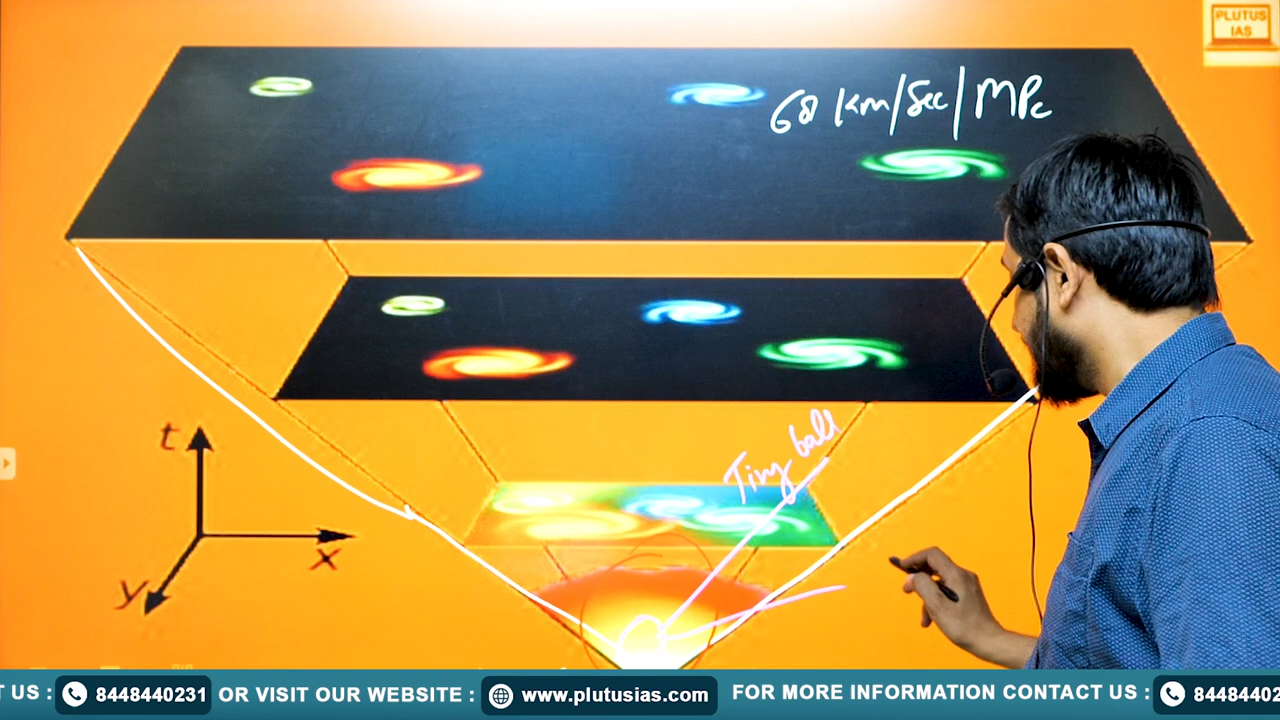 PLUTUS
IAS
68 Km/Sec/MPc
Tiny ball
t
x
y
T US : 8448440231 OR VISIT OUR WEBSITE : www.plutusias.com FOR MORE INFORMATION CONTACT US : 84484402